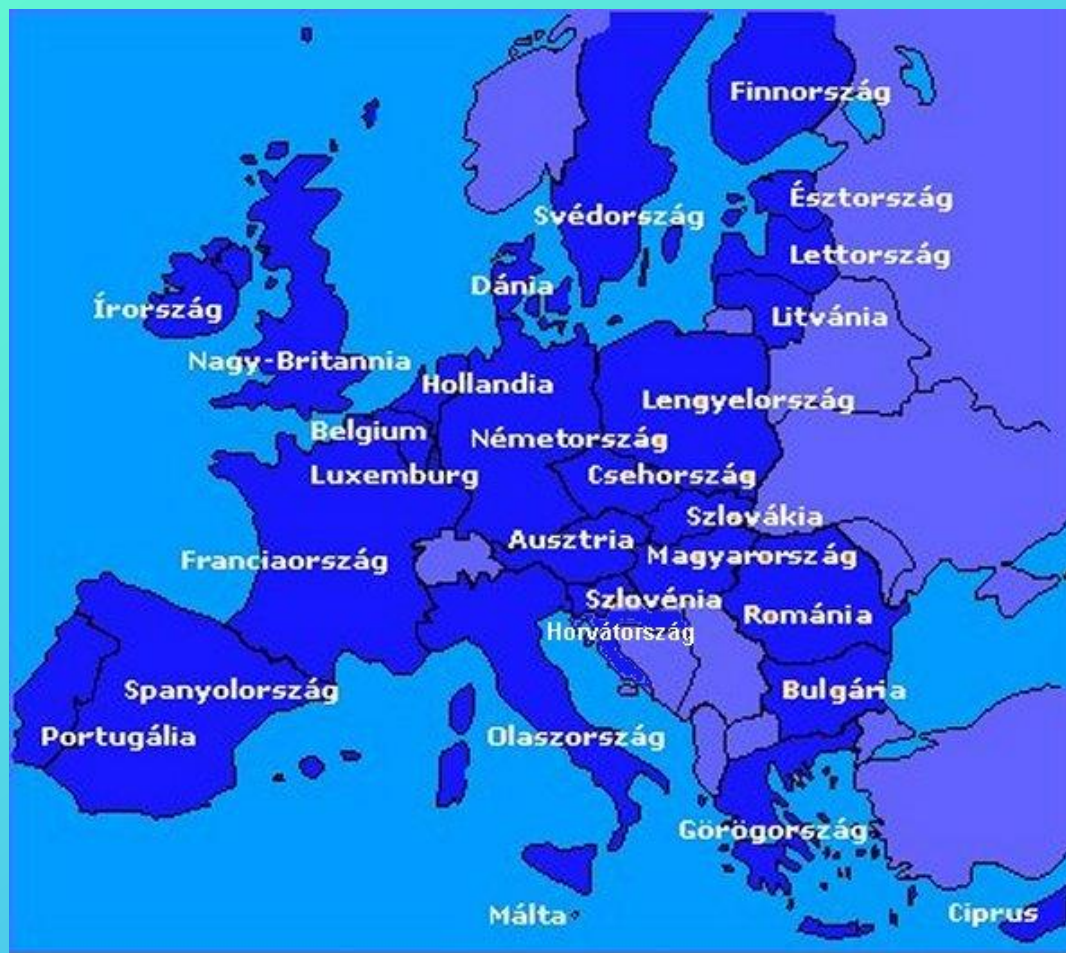 Finnország
Észtország
Svédország
Lettország
Dánia
Írország
Litvánia
Nagy-Britannia
Hollandia
Lengyelország
Belgium
Németország
Luxemburg
Csehország
Szlovákia
Ausztria
Magyarország
Franciaország
Szlovénia
Románia
Horvátország
Spanyolország
Bulgária
Portugália
Olaszország
Görögország
Málta
Ciprus